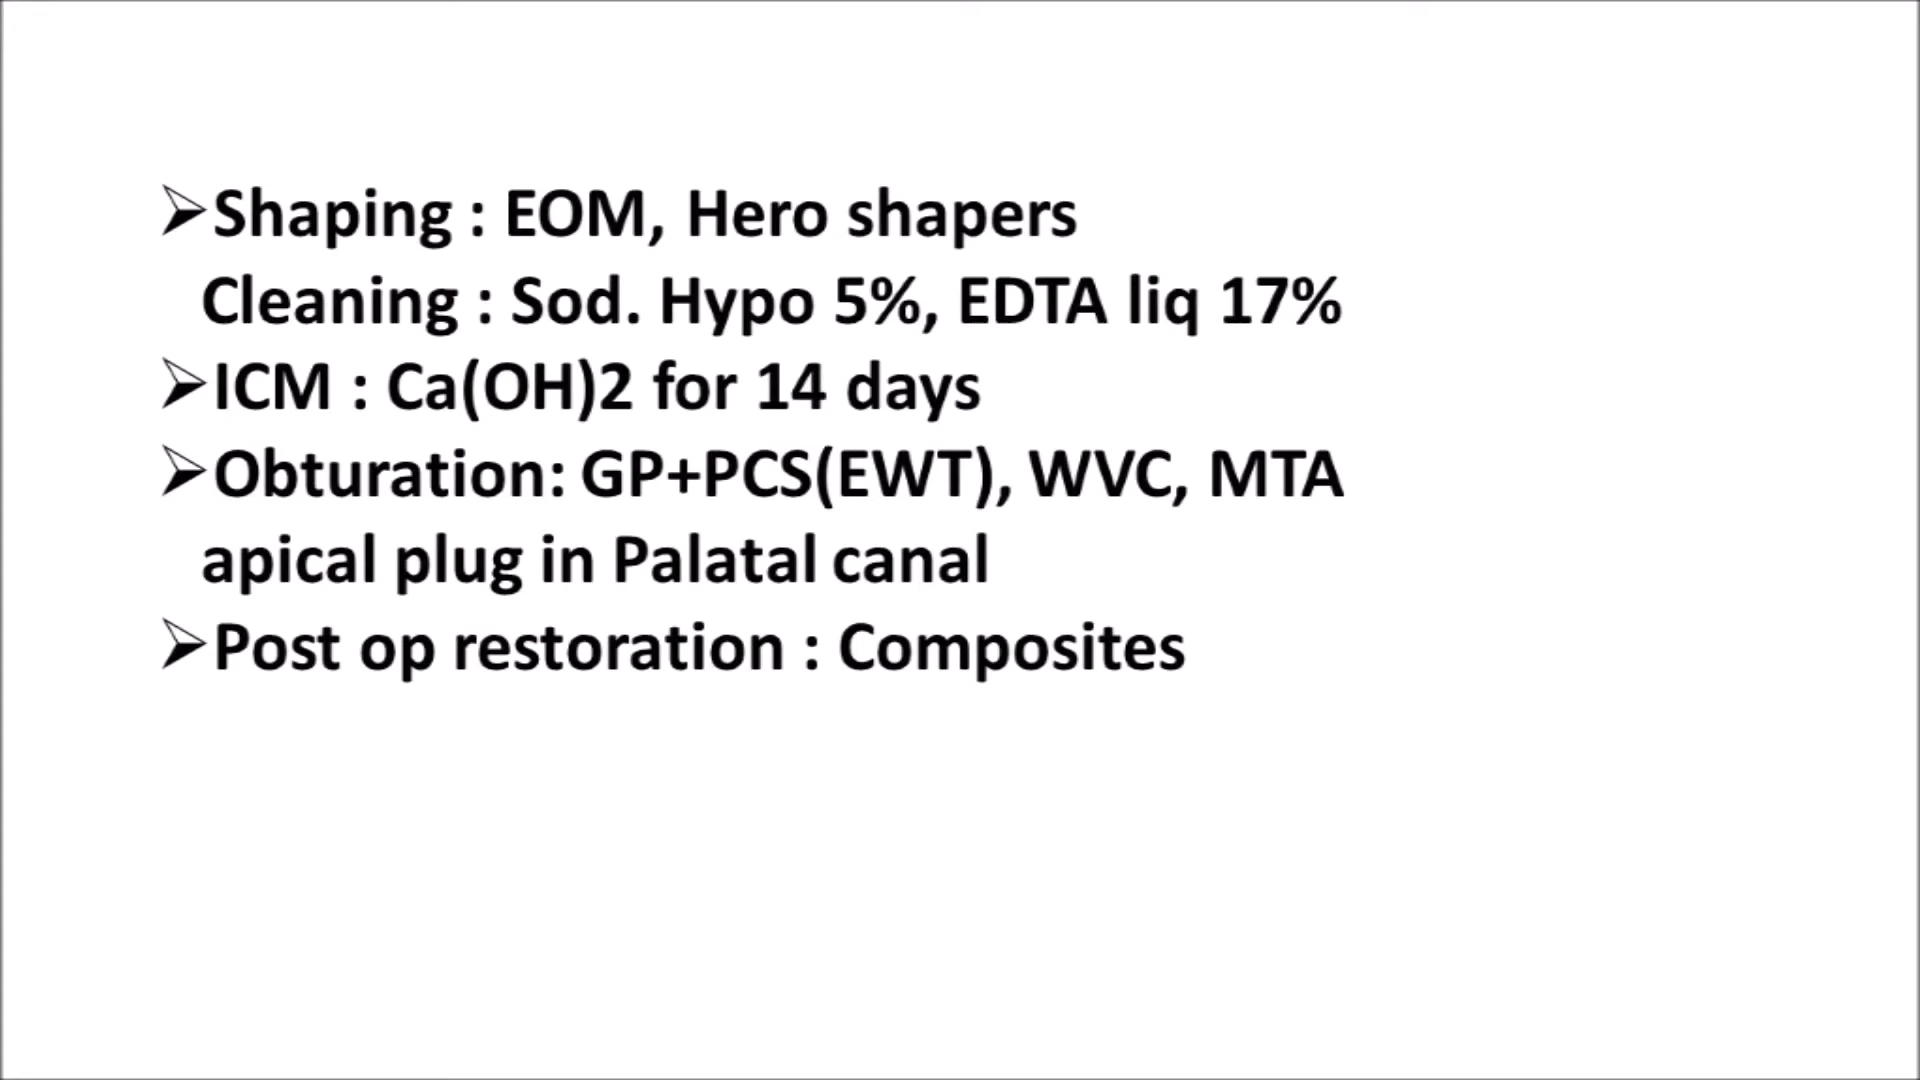 ➢Shaping : EOM, Hero shapers
Cleaning : Sod. Hypo 5%, EDTA liq 17%
➢ICM : Ca(OH)2 for 14 days
➢Obturation: GP+PCS(EWT), WVC, MTA
apical plug in Palatal canal
➢Post op restoration : Composites